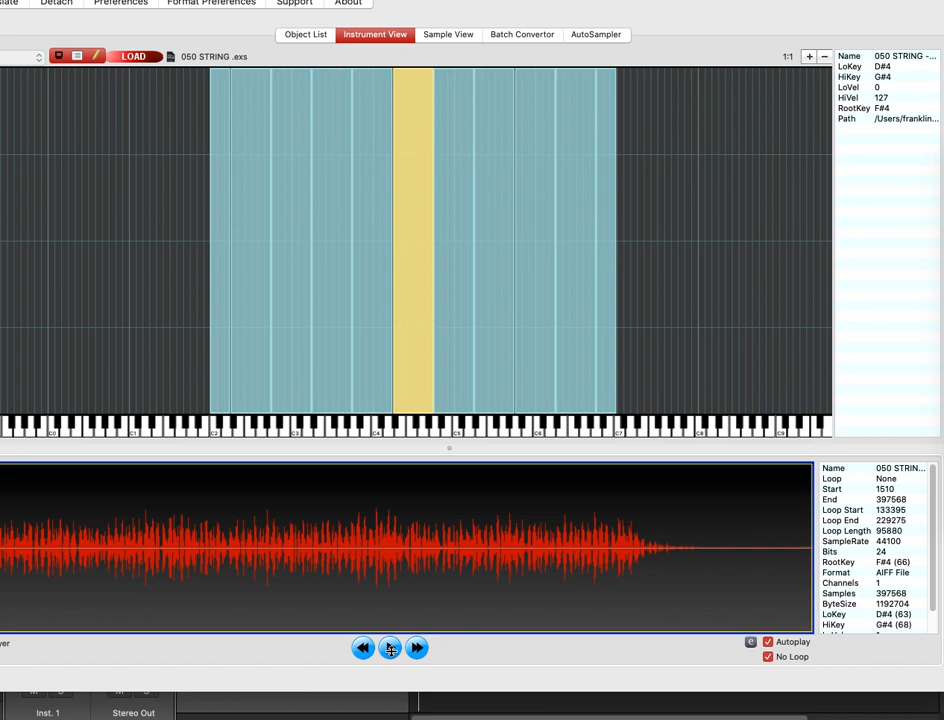 slate Detach Preferences Format Preferences Support About
Object List Instrument View Sample View Batch Convertor AutoSampler
LOAD 050 STRING .exs 1:1 + −
Name 050 STRING -...
LoKey D#4
HiKey G#4
LoVel 0
HiVel 127
RootKey F#4
Path /Users/franklin...
C0 C1 C2 C3 C4 C5 C6 C7 C8 C9
Name 050 STRIN...
Loop None
Start 1510
End 397568
Loop Start 133395
Loop End 229275
Loop Length 95880
SampleRate 44100
Bits 24
RootKey F#4 (66)
Format AIFF File
Channels 1
Samples 397568
ByteSize 1192704
LoKey D#4 (63)
HiKey G#4 (68)
yer e Autoplay
No Loop
M S M S
Inst. 1 Stereo Out